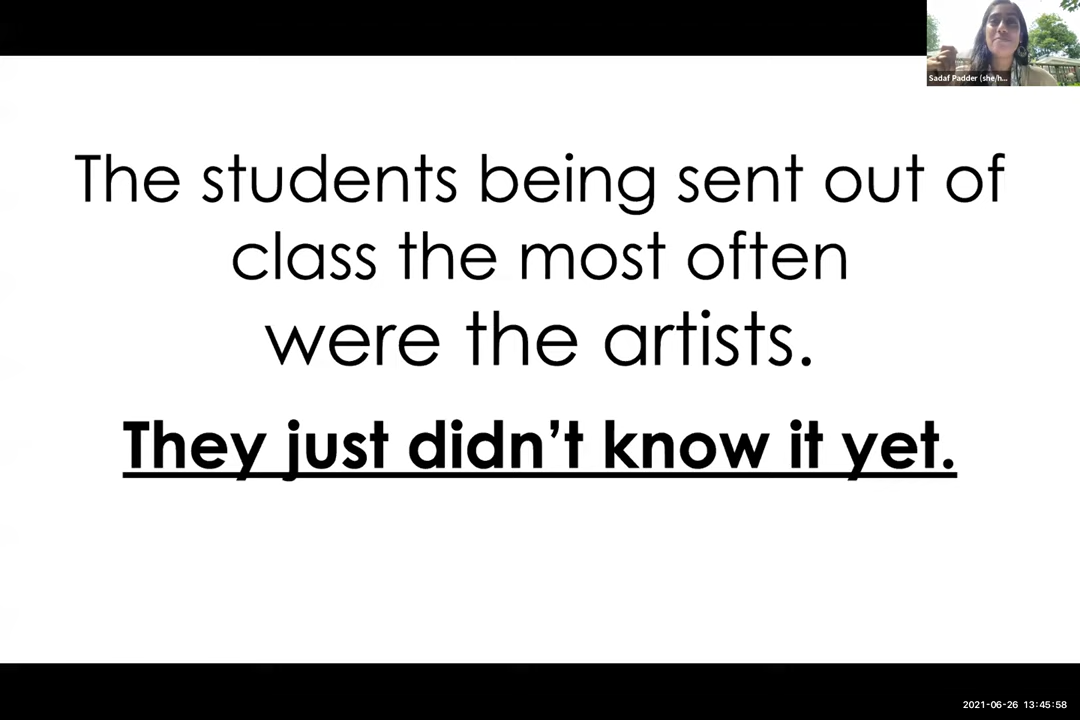 Sadaf Padder (she/h...
The students being sent out of
class the most often
were the artists.
They just didn't know it yet.
2021-06-26 13:45:58